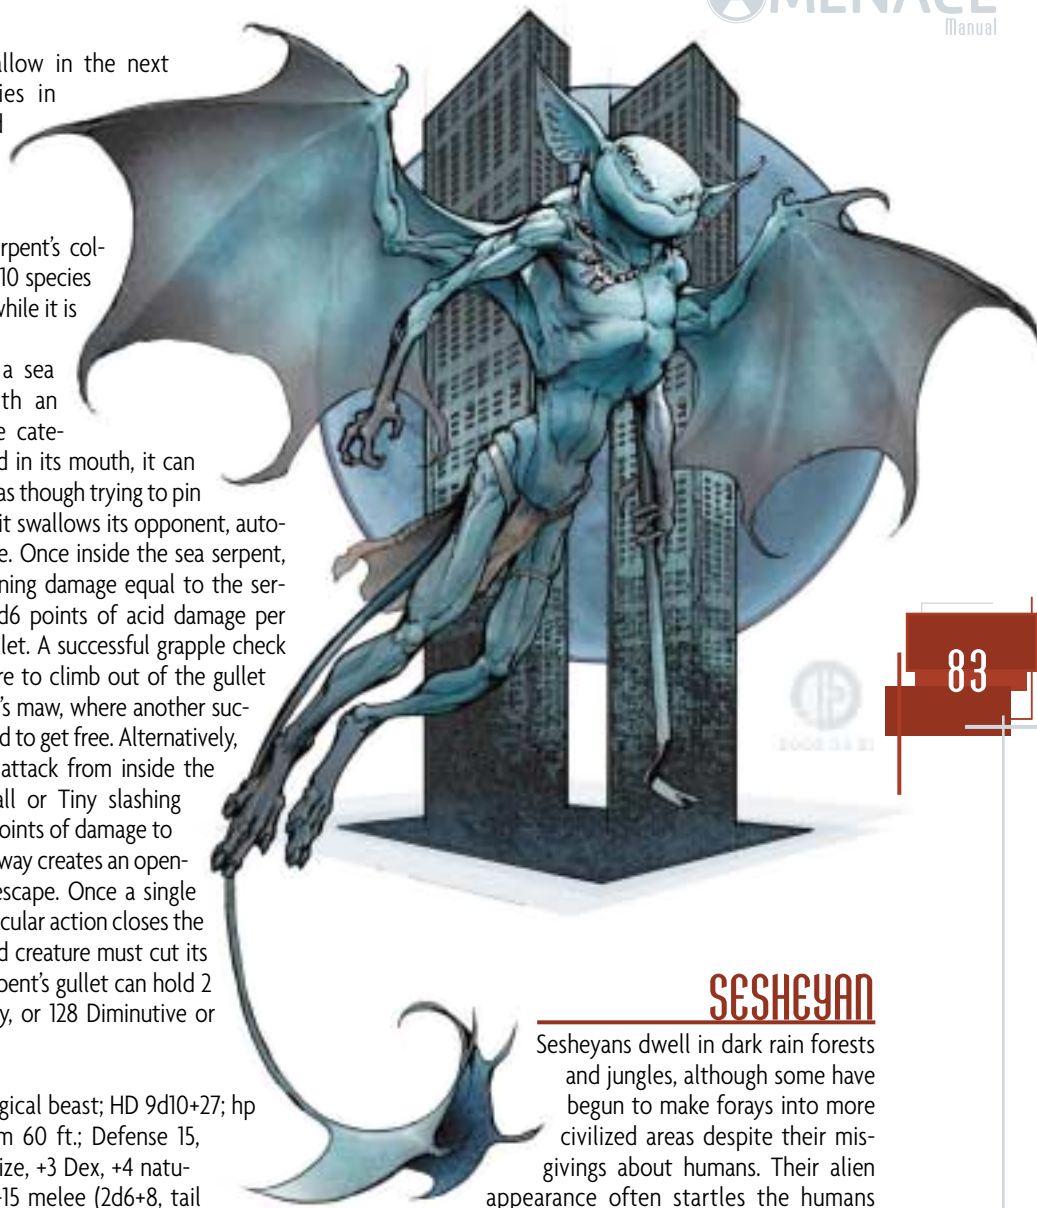 MENACE
Manual
allow in the next
ies in
rpent's col-
10 species
while it is
a sea
th an
e cate-
d in its mouth, it can
as though trying to pin
it swallows its opponent, auto-
e. Once inside the sea serpent,
ning damage equal to the ser-
d6 points of acid damage per
llet. A successful grapple check
re to climb out of the gullet
's maw, where another suc-
d to get free. Alternatively,
attack from inside the
all or Tiny slashing
oints of damage to
way creates an open-
escape. Once a single
cular action closes the
d creature must cut its
pent's gullet can hold 2
y, or 128 Diminutive or
gical beast; HD 9d10+27; hp
m 60 ft.; Defense 15,
ize, +3 Dex, +4 natu-
-15 melee (2d6+8, tail
83
SESHEYAN
Sesheyans dwell in dark rain forests
and jungles, although some have
begun to make forays into more
civilized areas despite their mis-
givings about humans. Their alien
appearance often startles the humans